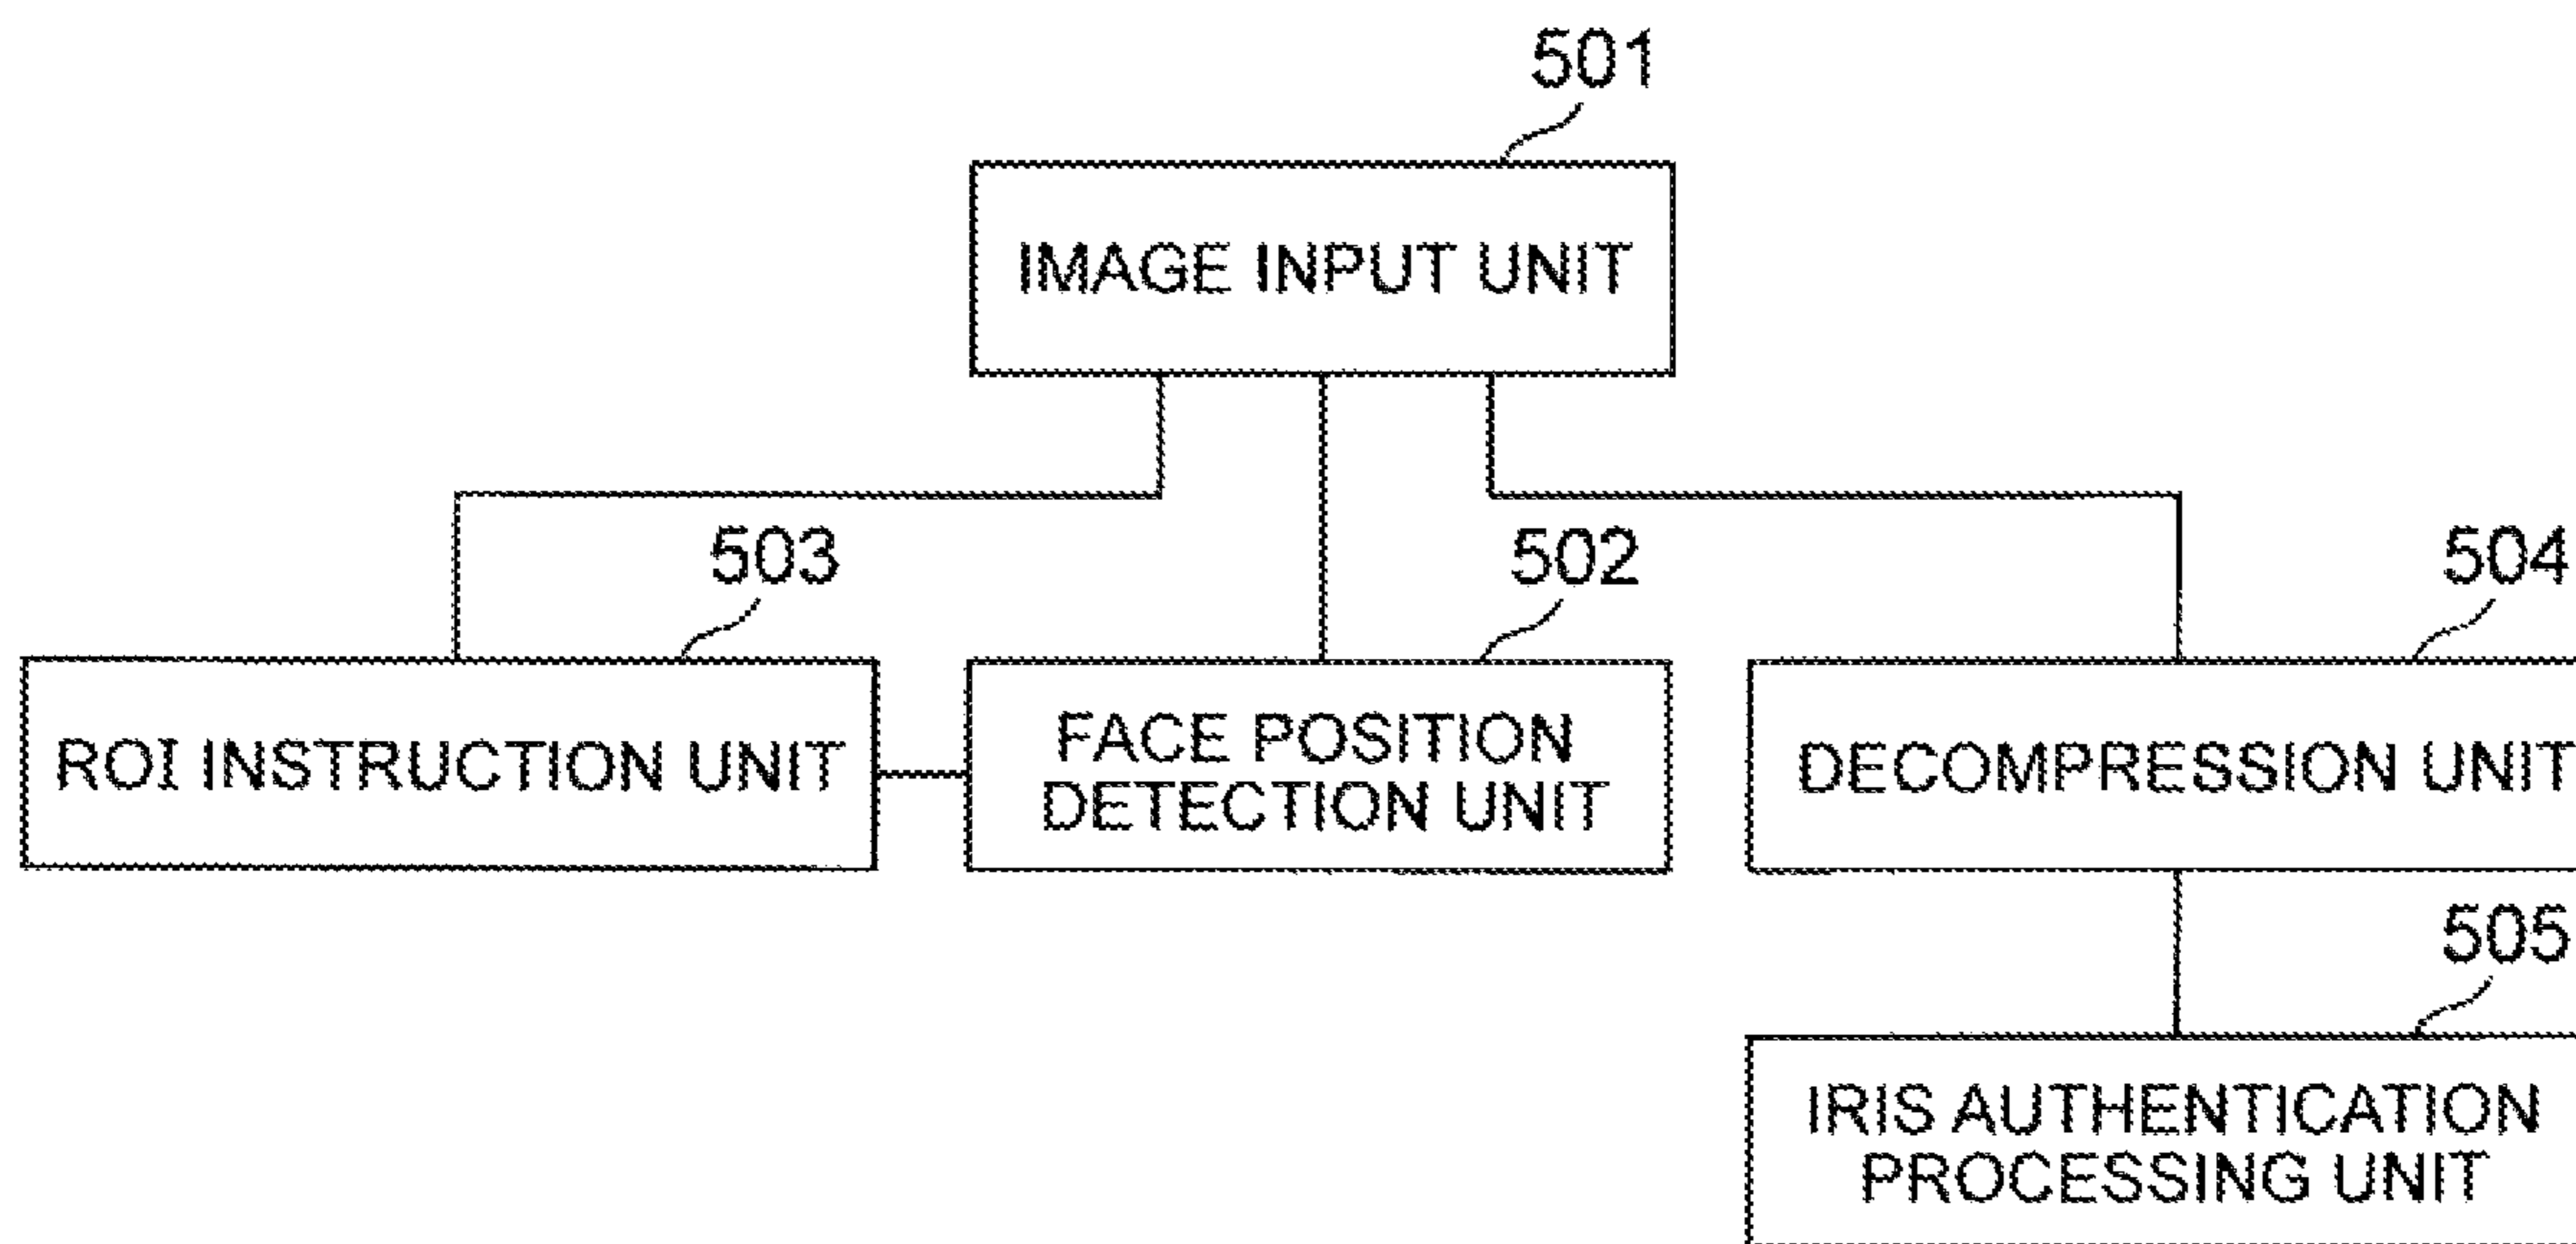 501
IMAGE INPUT UNIT
503
502
504
ROI INSTRUCTION UNIT
FACE POSITION
DETECTION UNIT
DECOMPRESSION UNIT
505
IRIS AUTHENTICATION
PROCESSING UNIT